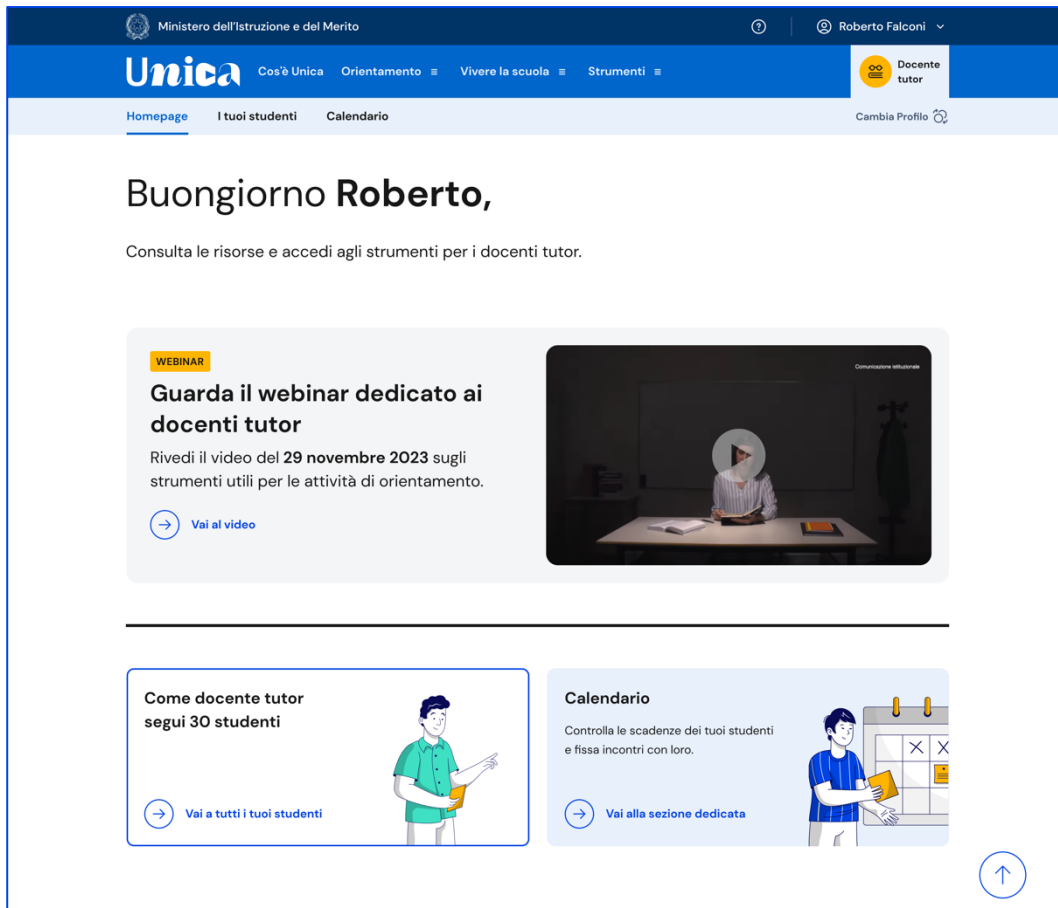 Ministero dell'Istruzione e del Merito
Roberto Falconi
Unica
Cos'è Unica Orientamento Vivere la scuola Strumenti
Docente
tutor
Homepage I tuoi studenti Calendario
Cambia Profilo
Buongiorno Roberto,
Consulta le risorse e accedi agli strumenti per i docenti tutor.
WEBINAR
Guarda il webinar dedicato ai
docenti tutor
Rivedi il video del 29 novembre 2023 sugli
strumenti utili per le attività di orientamento.
Vai al video
Comunicazione istituzionale
Come docente tutor
segui 30 studenti
Vai a tutti i tuoi studenti
Calendario
Controlla le scadenze dei tuoi studenti
e fissa incontri con loro.
Vai alla sezione dedicata